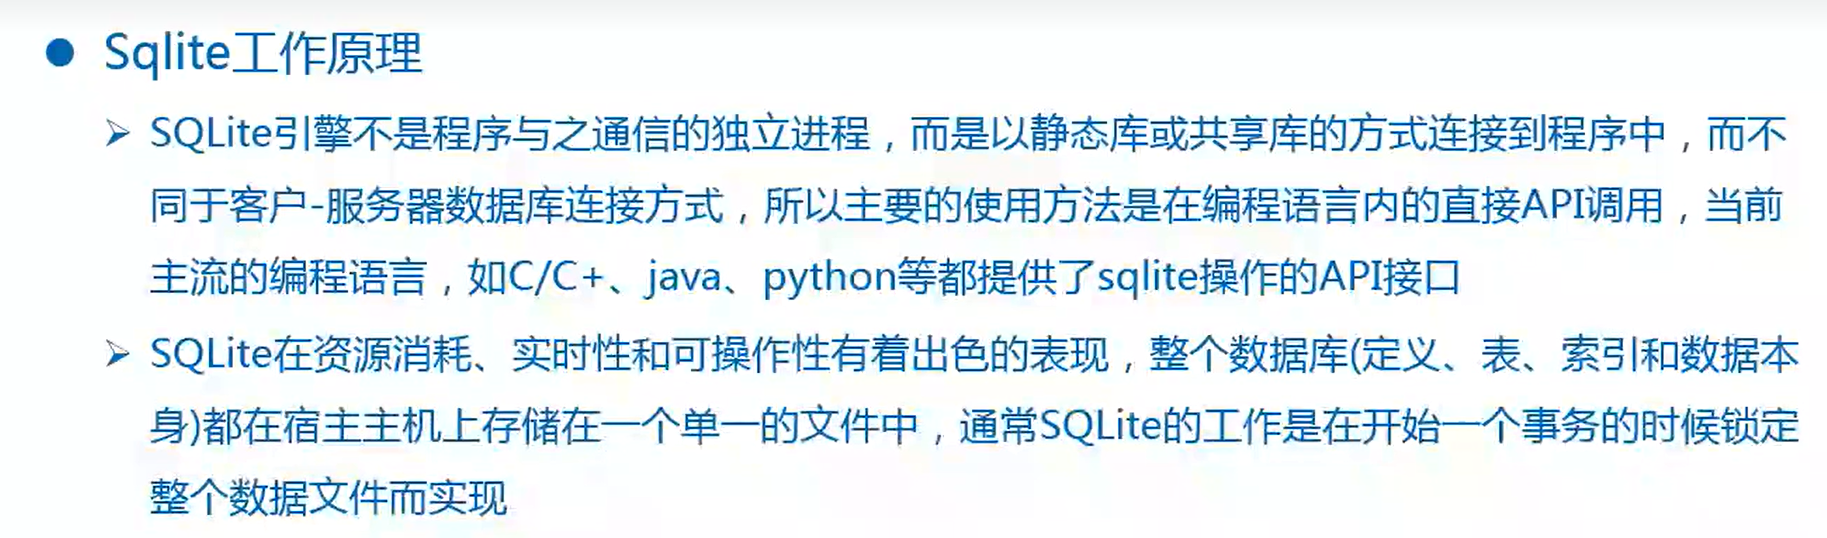 Sqlite工作原理
SQLite引擎不是程序与之通信的独立进程，而是以静态库或共享库的方式连接到程序中，而不
同于客户-服务器数据库连接方式，所以主要的使用方法是在编程语言内的直接API调用，当前
主流的编程语言，如C/C+、java、python等都提供了sqlite操作的API接口
SQLite在资源消耗、实时性和可操作性有着出色的表现，整个数据库(定义、表、索引和数据本
身)都在宿主主机上存储在一个单一的文件中，通常SQLite的工作是在开始一个事务的时候锁定
整个数据文件而实现